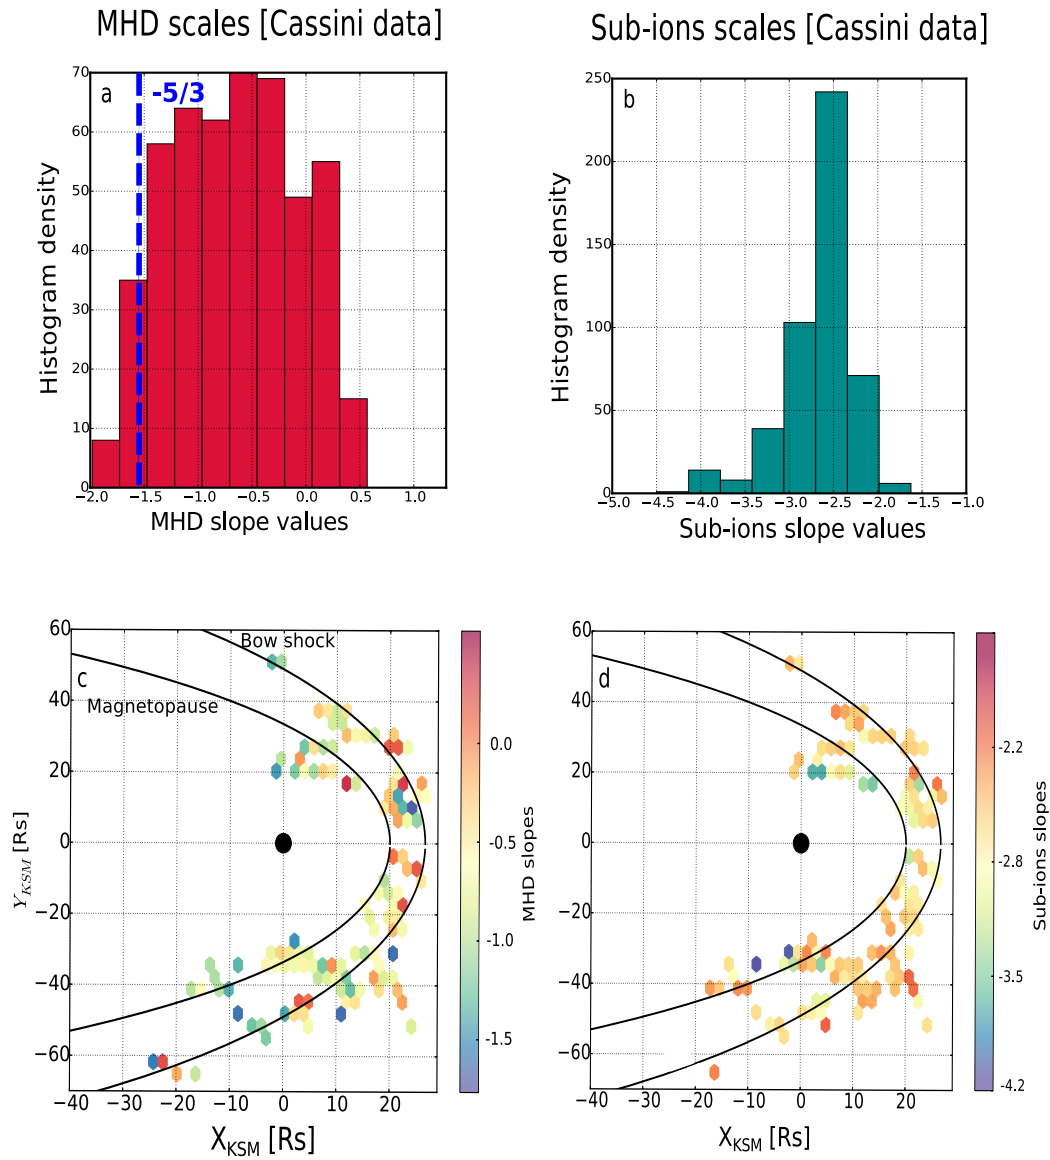 MHD scales [Cassini data]
Sub-ions scales [Cassini data]
a
-5/3
70
60
50
40
30
20
10
0
Histogram density
−2.0 −1.5 −1.0 −0.5 0.0 0.5 1.0
MHD slope values
b
250
200
150
100
50
0
Histogram density
−5.0 −4.5 −4.0 −3.5 −3.0 −2.5 −2.0 −1.5 −1.0
Sub-ions slope values
c
Bow shock
Magnetopause
60
40
20
0
−20
−40
−60
Y_KSM [Rs]
−40 −30 −20 −10 0 10 20
X_KSM [Rs]
0.0
-0.5
-1.0
-1.5
MHD slopes
d
60
40
20
0
−20
−40
−60
−40 −30 −20 −10 0 10 20
X_KSM [Rs]
-2.2
-2.8
-3.5
-4.2
Sub-ions slopes